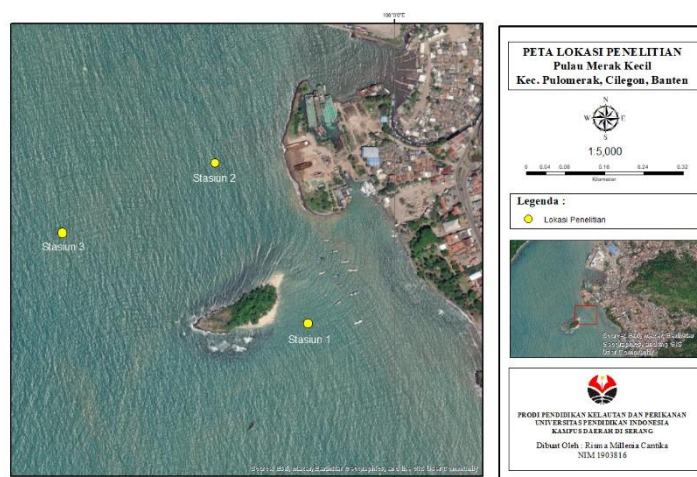 Stasiun 2
Stasiun 3
Stasiun 1
PETA LOKASI PENELITIAN
Pulau Merak Kecil
Kec. Pulomerak, Cilegon, Banten
N
W E
S
1:5,000
0 0.04 0.08 0.16 0.24 0.32
Kilometer
Legenda :
Lokasi Penelitian
PRODI PENDIDIKAN KELAUTAN DAN PERIKANAN
UNIVERSITAS PENDIDIKAN INDONESIA
KAMPUS DAERAH DI SERANG
Dibuat Oleh : Risma Millenia Cantika
NIM 1903816